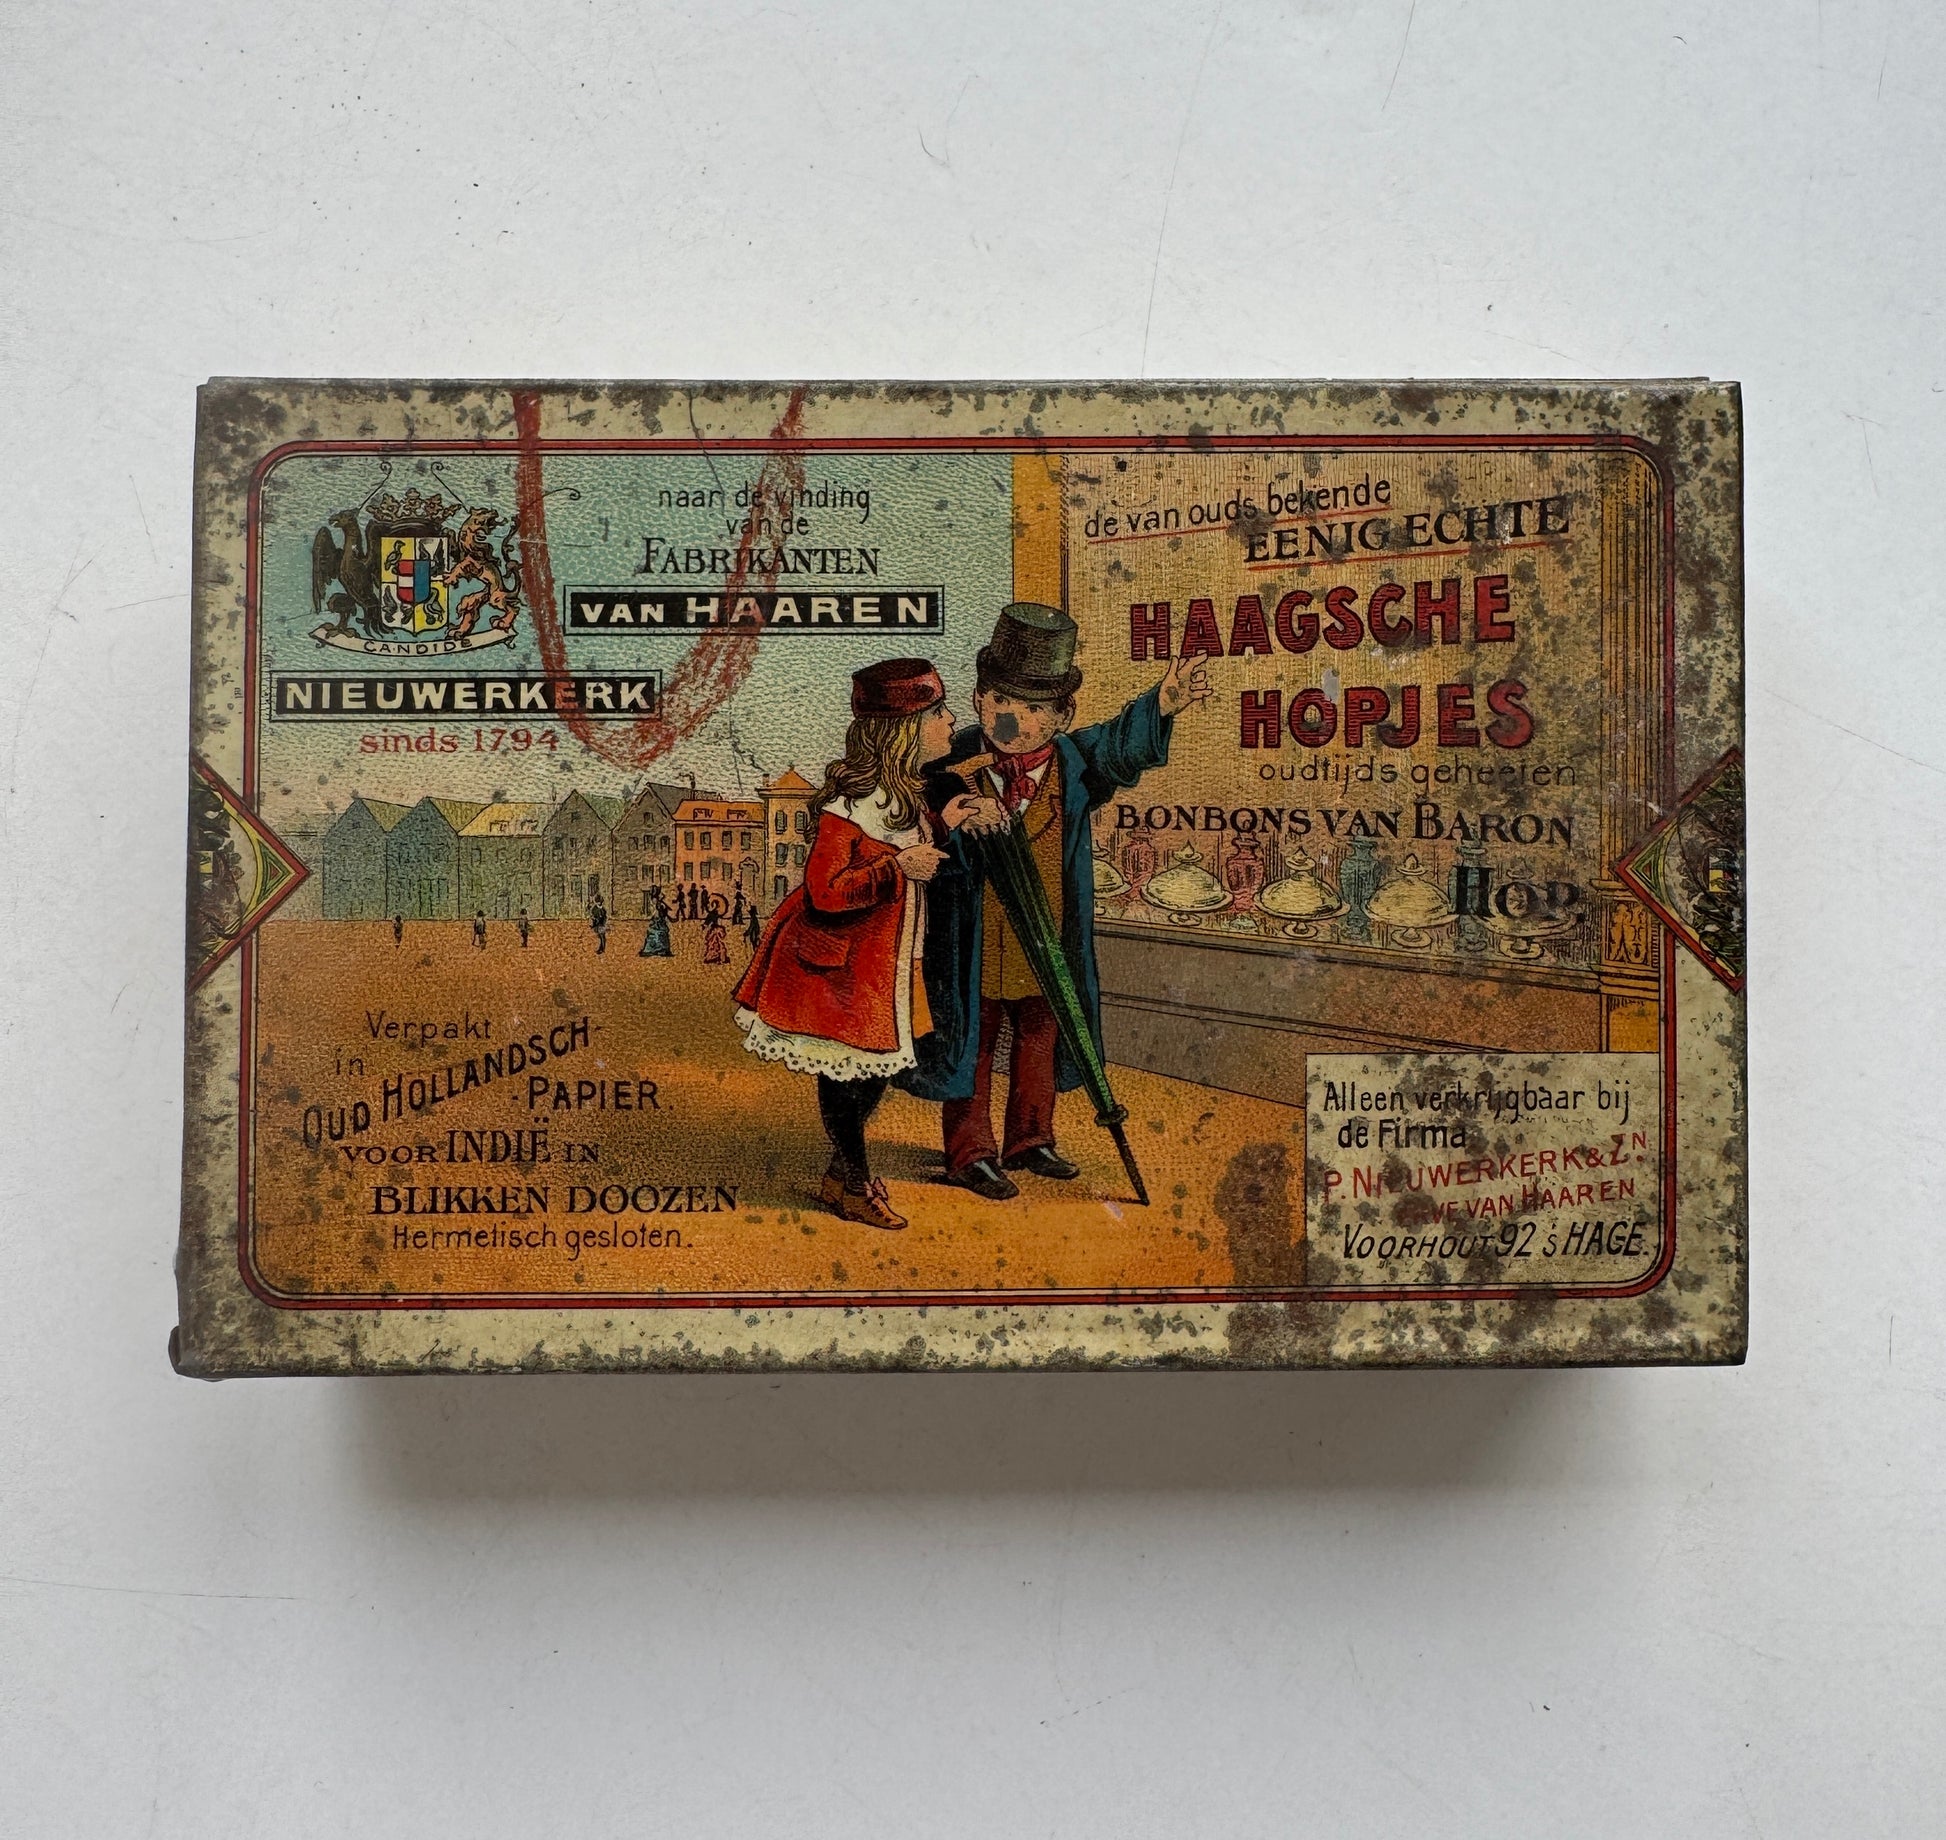 CANDIDE
naar de vinding
van de
FABRIKANTEN
VAN HAAREN
NIEUWERKERK
sinds 1794
de van ouds bekende
EENIG ECHTE
HAAGSCHE
HOPJES
oudtijds geheeten
BONBONS VAN BARON
HOP.
Verpakt
in
OUD HOLLANDSCH
PAPIER.
VOOR INDIË IN
BLIKKEN DOOZEN
Hermetisch gesloten.
Alleen verkrijgbaar bij
de Firma
P. NIEUWERKERK & ZN
VAN HAAREN
VOORHOUT 92 'S HAGE.